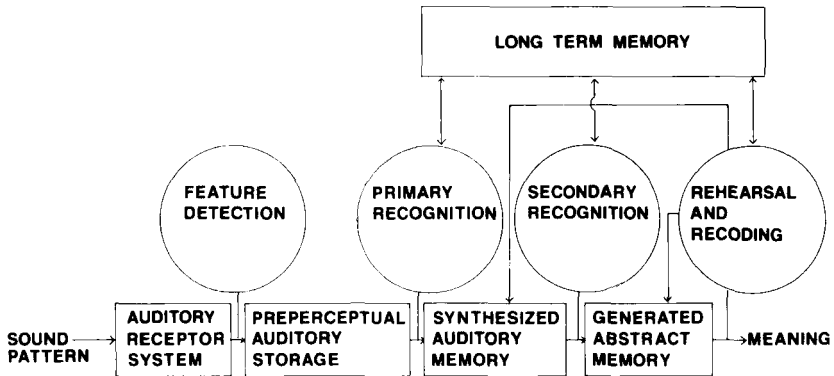 LONG TERM MEMORY
FEATURE
DETECTION
PRIMARY
RECOGNITION
SECONDARY
RECOGNITION
REHEARSAL
AND
RECODING
SOUND
PATTERN
AUDITORY
RECEPTOR
SYSTEM
PREPERCEPTUAL
AUDITORY
STORAGE
SYNTHESIZED
AUDITORY
MEMORY
GENERATED
ABSTRACT
MEMORY
MEANING